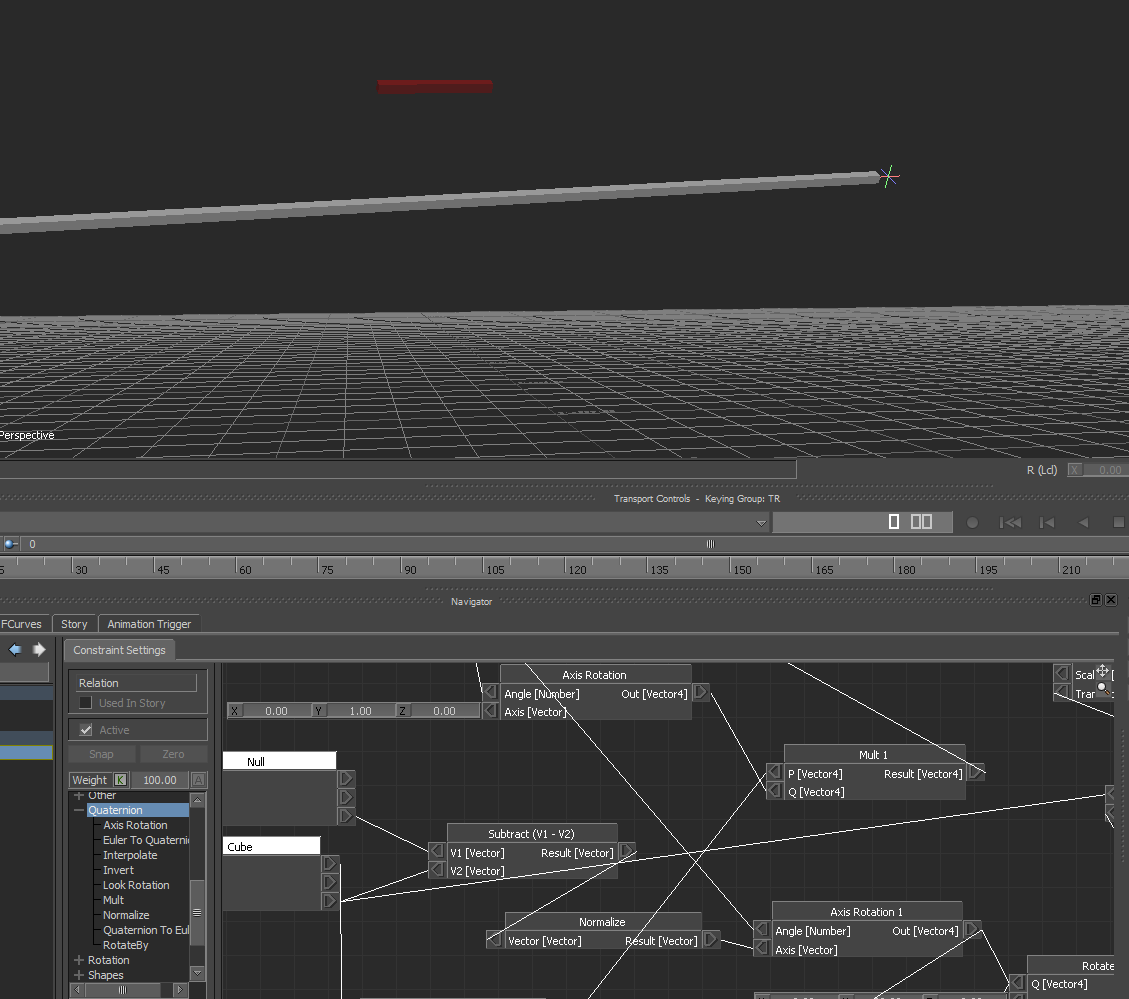 Perspective
R (Lcl) X 0.00
Transport Controls - Keying Group: TR
0
30 45 60 75 90 105 120 135 150 165 180 195 210
Navigator
FCurves Story Animation Trigger
Constraint Settings
Relation
Used In Story
Active
Snap Zero
Weight K 100.00 A
Other
Quaternion
Axis Rotation
Euler To Quaterni
Interpolate
Invert
Look Rotation
Mult
Normalize
Quaternion To Eul
RotateBy
Rotation
Shapes
Axis Rotation
Angle [Number] Out [Vector4]
Axis [Vector]
X 0.00 Y 1.00 Z 0.00
Null
Cube
Subtract (V1 - V2)
V1 [Vector] Result [Vector]
V2 [Vector]
Normalize
Vector [Vector] Result [Vector]
Mult 1
P [Vector4] Result [Vector4]
Q [Vector4]
Axis Rotation 1
Angle [Number] Out [Vector4]
Axis [Vector]
Rotate
Q [Vector4]